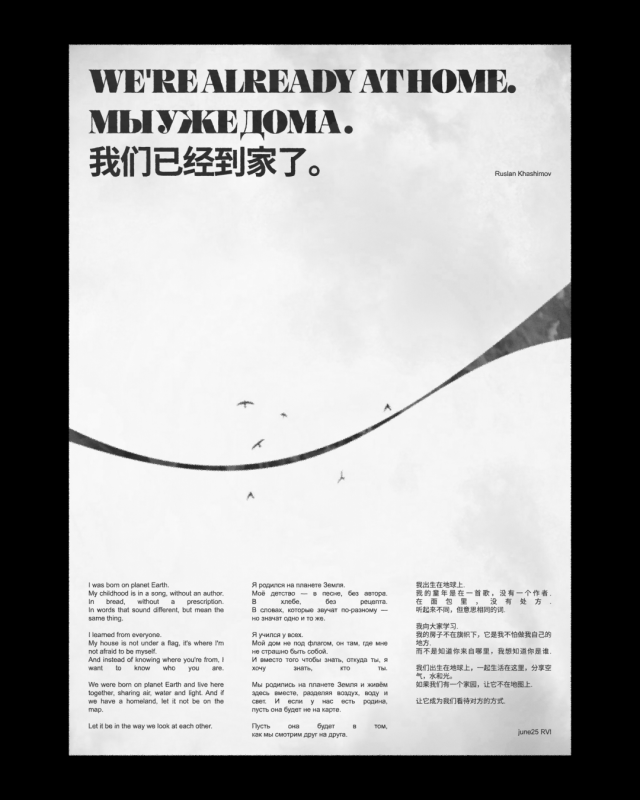 WE'RE ALREADY AT HOME.
МЫ УЖЕ ДОМА.
我们已经到家了。
Ruslan Khashimov
I was born on planet Earth.
My childhood is in a song, without an author.
In bread, without a prescription.
In words that sound different, but mean the
same thing.
I learned from everyone.
My house is not under a flag, it's where I'm
not afraid to be myself.
And instead of knowing where you're from, I
want to know who you are.
We were born on planet Earth and live here
together, sharing air, water and light. And if
we have a homeland, let it not be on the
map.
Let it be in the way we look at each other.
Я родился на планете Земля.
Моё детство — в песне, без автора.
В хлебе, без рецепта.
В словах, которые звучат по-разному —
но значат одно и то же.
Я учился у всех.
Мой дом не под флагом, он там, где мне
не страшно быть собой.
И вместо того чтобы знать, откуда ты, я
хочу знать, кто ты.
Мы родились на планете Земля и живём
здесь вместе, разделяя воздух, воду и
свет. И если у нас есть родина,
пусть она будет не на карте.
Пусть она будет в том,
как мы смотрим друг на друга.
我出生在地球上.
我的童年是在一首歌，没有一个作者.
在面包里，没有处方.
听起来不同，但意思相同的词.
我向大家学习.
我的房子不在旗帜下，它是我不怕做我自己的
地方.
而不是知道你来自哪里，我想知道你是谁.
我们出生在地球上，一起生活在这里，分享空
气，水和光。
如果我们有一个家园，让它不在地图上.
让它成为我们看待对方的方式.
june25 RVI